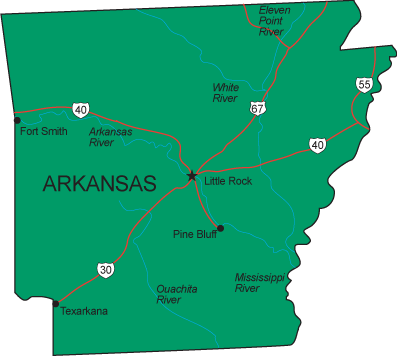 Eleven
Point
River
55
White
River
67
40
Fort Smith
Arkansas
River
40
ARKANSAS
Little Rock
Pine Bluff
30
Mississippi
River
Ouachita
River
Texarkana